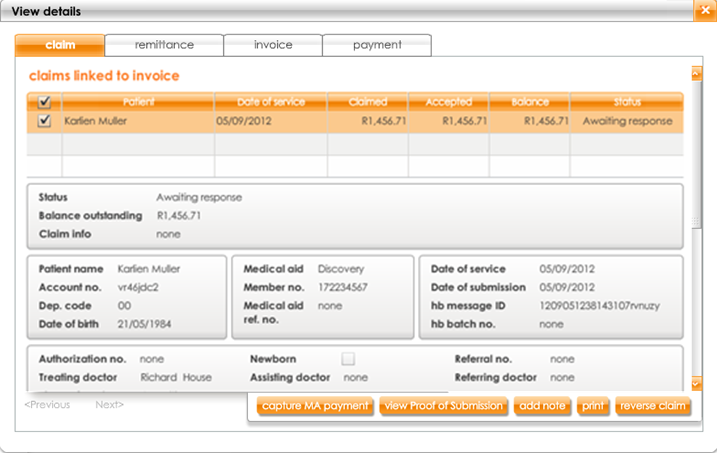 View details
claim remittance invoice payment
claims linked to invoice
Patient Date of service Claimed Accepted Balance Status
Karlien Muller 05/09/2012 R1,456.71 R1,456.71 R1,456.71 Awaiting response
Status Awaiting response
Balance outstanding R1,456.71
Claim info none
Patient name Karlien Muller Medical aid Discovery Date of service 05/09/2012
Account no. vr46jdc2 Member no. 172234567 Date of submission 05/09/2012
Dep. code 00 Medical aid ref. no. none hb message ID 1209051238143107rvnuzy
Date of birth 21/05/1984 hb batch no. none
Authorization no. none Newborn Referral no. none
Treating doctor Richard House Assisting doctor none Referring doctor none
<Previous Next> capture MA payment view Proof of Submission add note print reverse claim